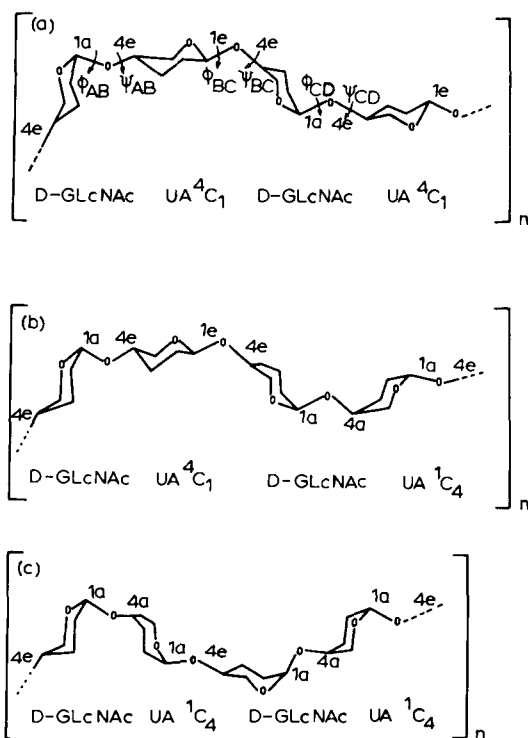 (a)
1a 4e 1e 4e
ΦAB ΨAB ΦBC ΨBC ΦCD ΨCD 1e
4e 1a 4e
D-GLcNAc UA ⁴C₁ D-GLcNAc UA ⁴C₁
n
(b)
1a 4e 1e 4e 1a 4e
4e 1a 4a
D-GLcNAc UA ⁴C₁ D-GLcNAc UA ¹C₄
n
(c)
1a 4a 1a 4e
4e 1a 4e 1a 4a
D-GLcNAc UA ¹C₄ D-GLcNAc UA ¹C₄
n